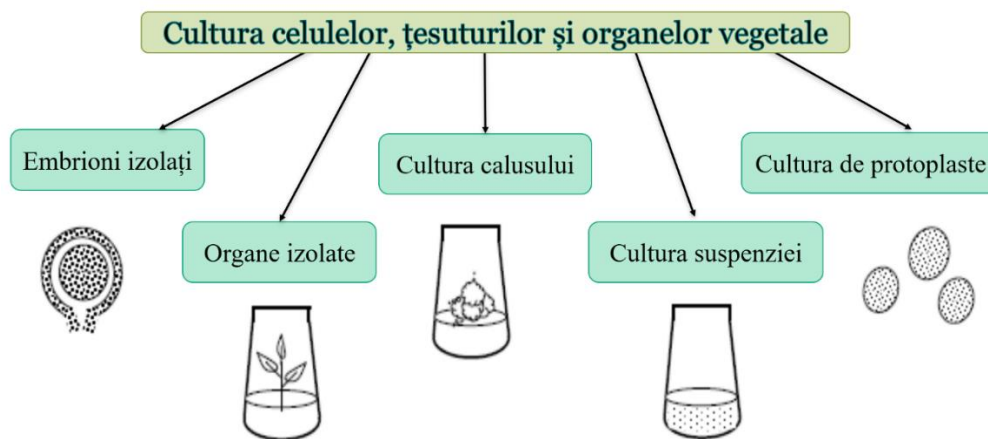 Cultura celulelor, țesuturilor și organelor vegetale
Embrioni izolați
Organe izolate
Cultura calusului
Cultura suspenziei
Cultura de protoplaste